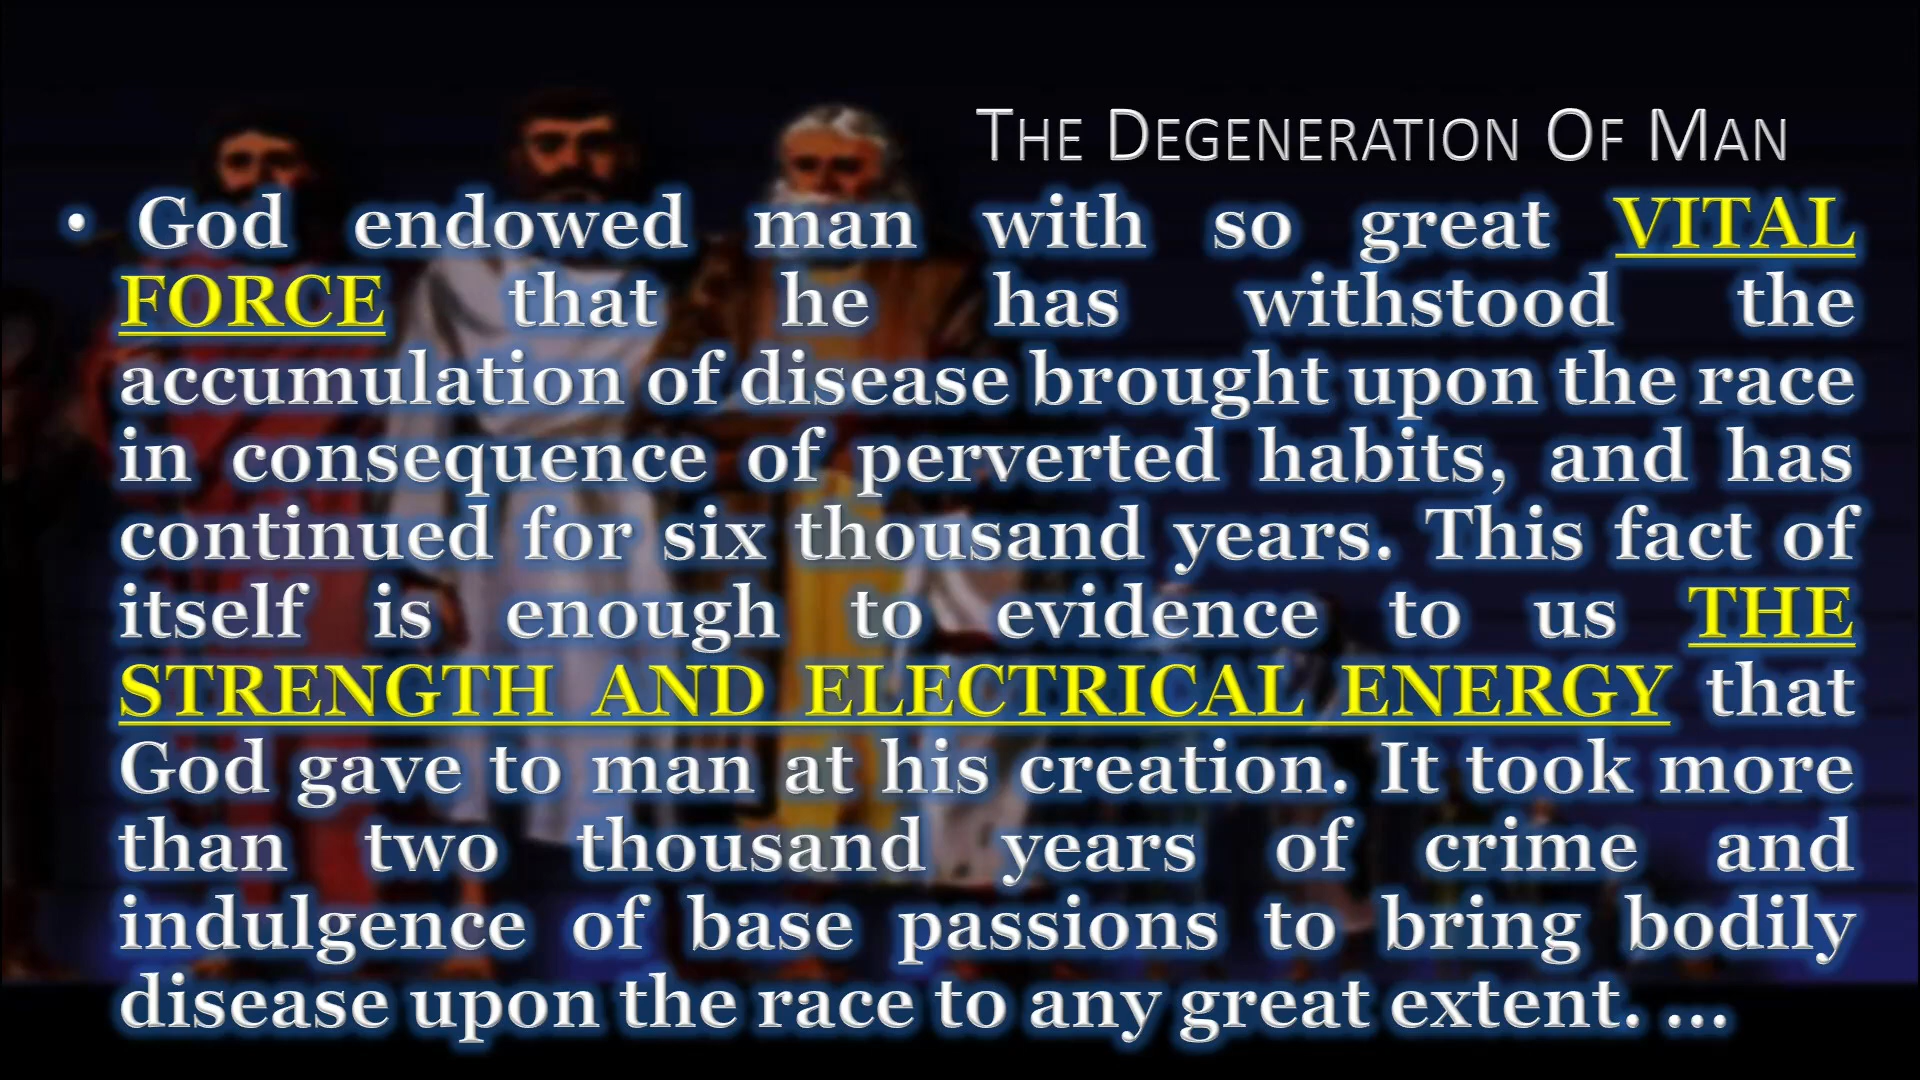 THE DEGENERATION OF MAN
• God endowed man with so great VITAL
FORCE that he has withstood the
accumulation of disease brought upon the race
in consequence of perverted habits, and has
continued for six thousand years. This fact of
itself is enough to evidence to us THE
STRENGTH AND ELECTRICAL ENERGY that
God gave to man at his creation. It took more
than two thousand years of crime and
indulgence of base passions to bring bodily
disease upon the race to any great extent. …